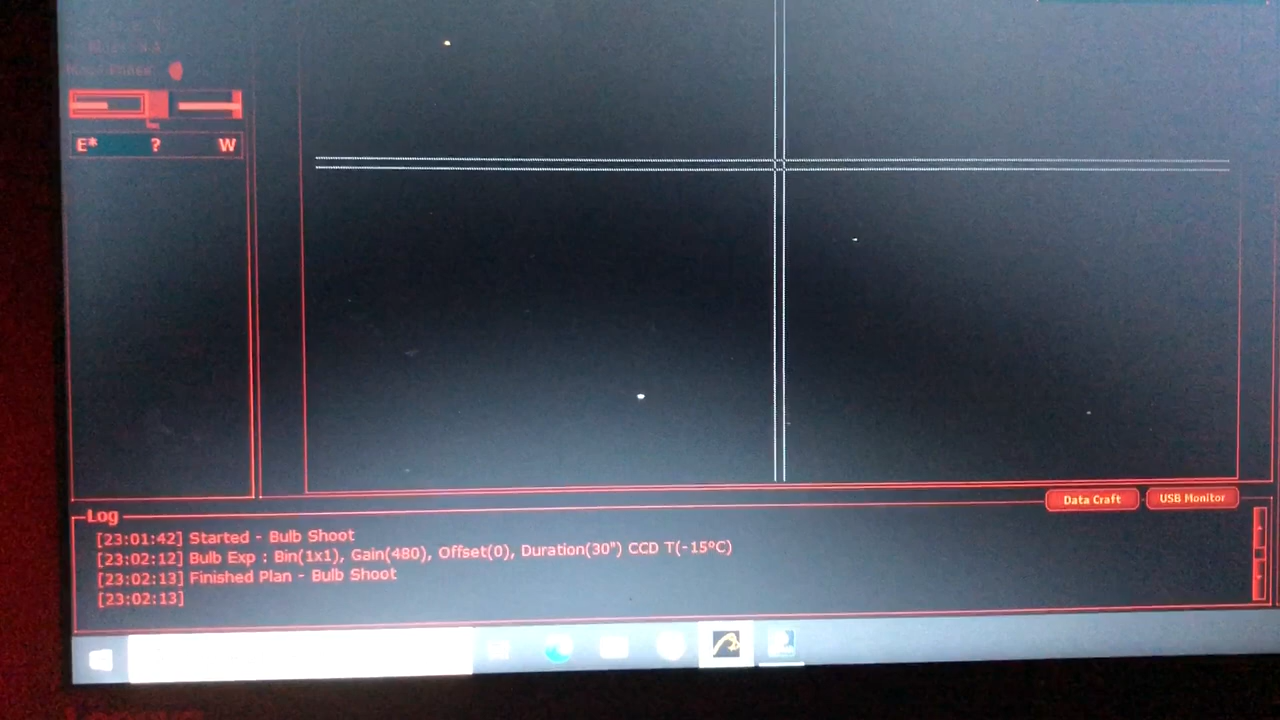 E* ? W
Data Craft USB Monitor
Log
[23:01:42] Started - Bulb Shoot
[23:02:12] Bulb Exp : Bin(1x1), Gain(480), Offset(0), Duration(30") CCD T(-15ºC)
[23:02:13] Finished Plan - Bulb Shoot
[23:02:13]